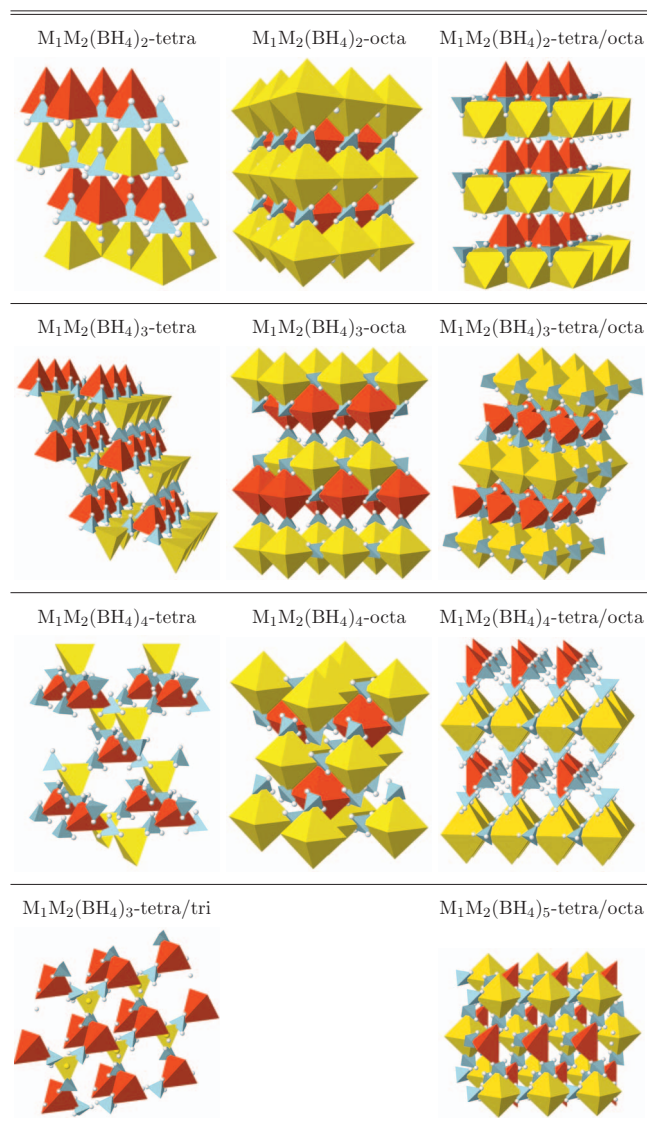 M₁M₂(BH₄)₂-tetra M₁M₂(BH₄)₂-octa M₁M₂(BH₄)₂-tetra/octa
M₁M₂(BH₄)₃-tetra M₁M₂(BH₄)₃-octa M₁M₂(BH₄)₃-tetra/octa
M₁M₂(BH₄)₄-tetra M₁M₂(BH₄)₄-octa M₁M₂(BH₄)₄-tetra/octa
M₁M₂(BH₄)₃-tetra/tri M₁M₂(BH₄)₅-tetra/octa